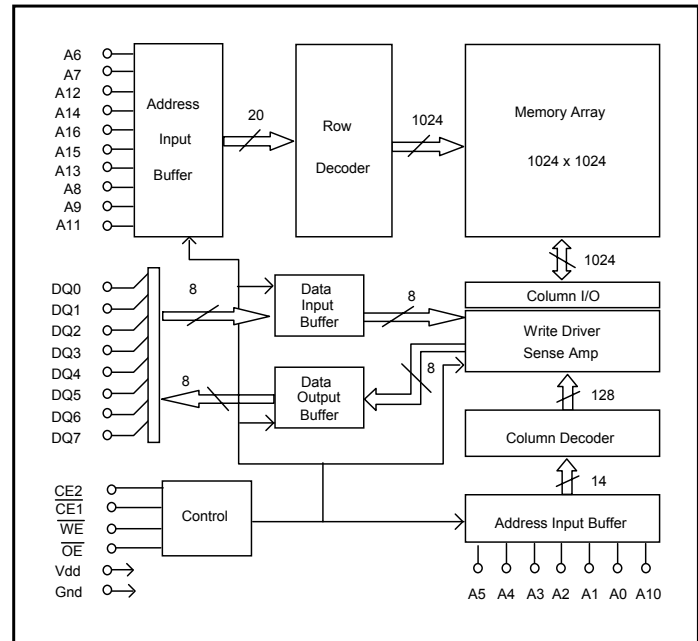 A6
A7
A12
A14
A16
A15
A13
A8
A9
A11
Address
Input
Buffer
20
Row
Decoder
1024
Memory Array
1024 x 1024
1024
DQ0
DQ1
DQ2
DQ3
DQ4
DQ5
DQ6
DQ7
8
Data
Input
Buffer
8
Column I/O
Write Driver
Sense Amp
8
Data
Output
Buffer
8
128
Column Decoder
14
CE2
C̅E̅1̅
W̅E̅
O̅E̅
Vdd
Gnd
Control
Address Input Buffer
A5 A4 A3 A2 A1 A0 A10